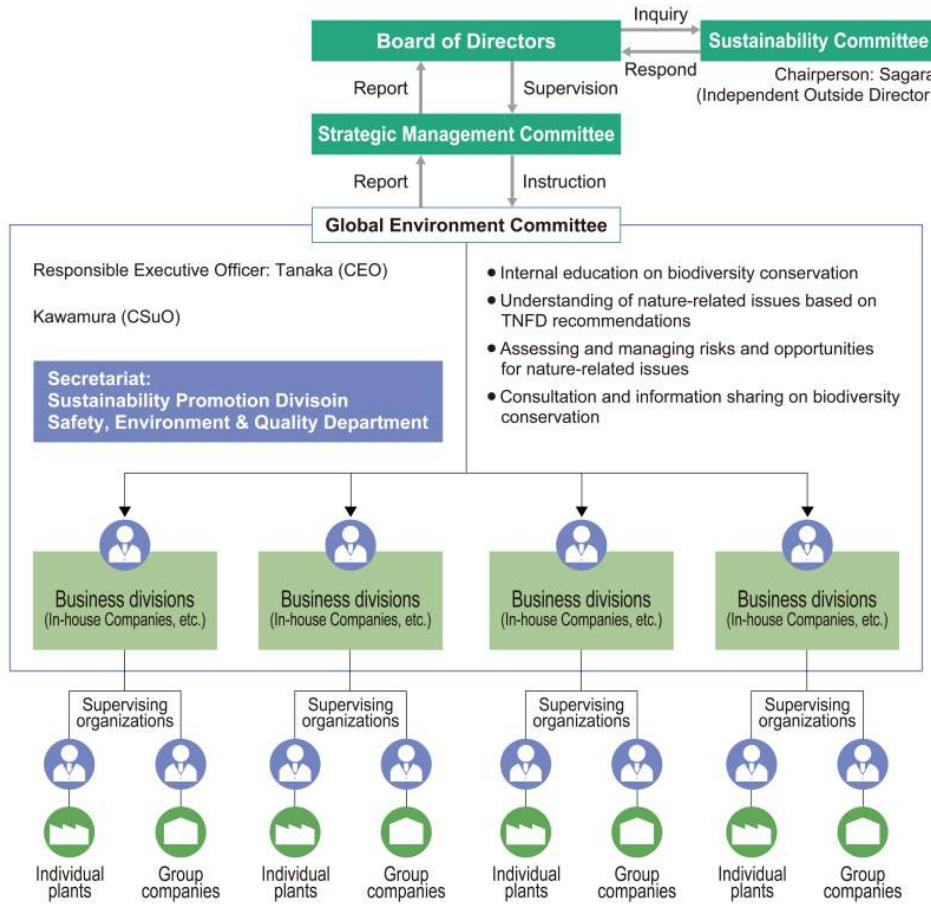 Inquiry
Board of Directors
Sustainability Committee
Respond
Chairperson: Sagara
(Independent Outside Director
Report
Supervision
Strategic Management Committee
Report
Instruction
Global Environment Committee
Responsible Executive Officer: Tanaka (CEO)
Kawamura (CSuO)
Secretariat:
Sustainability Promotion Divisoin
Safety, Environment & Quality Department
• Internal education on biodiversity conservation
• Understanding of nature-related issues based on
TNFD recommendations
• Assessing and managing risks and opportunities
for nature-related issues
• Consultation and information sharing on biodiversity
conservation
Business divisions
(In-house Companies, etc.)
Business divisions
(In-house Companies, etc.)
Business divisions
(In-house Companies, etc.)
Business divisions
(In-house Companies, etc.)
Supervising
organizations
Supervising
organizations
Supervising
organizations
Supervising
organizations
Individual
plants
Group
companies
Individual
plants
Group
companies
Individual
plants
Group
companies
Individual
plants
Group
companies